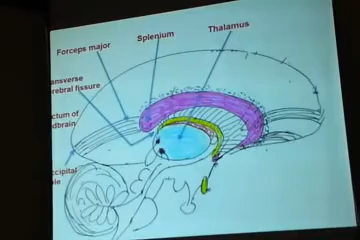 Forceps major
Splenium
Thalamus
ansverse
erebral fissure
ctum of
dbrain
ccipital
le